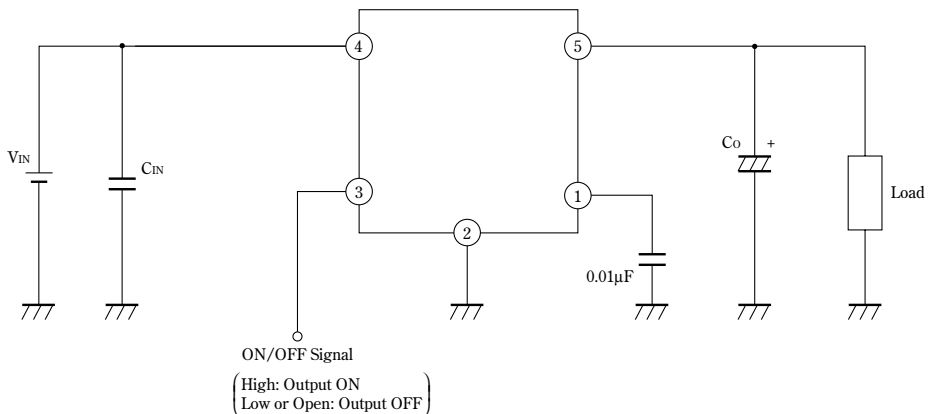 4
5
VIN
CIN
CO
+
3
1
Load
2
0.01µF
ON/OFF Signal
High: Output ON
Low or Open: Output OFF